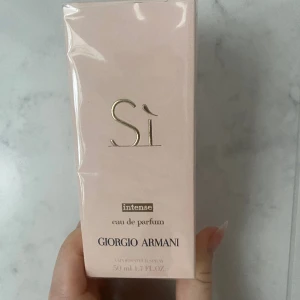 Sì
intense
eau de parfum
GIORGIO ARMANI